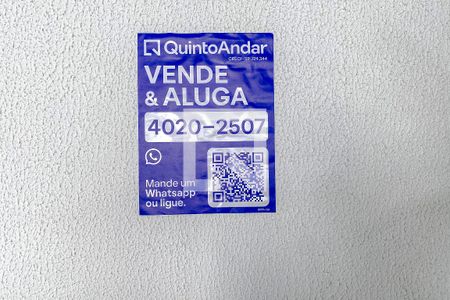 QuintoAndar
VENDE
& ALUGA
4020-2507
Mande um
Whatsapp
ou ligue.